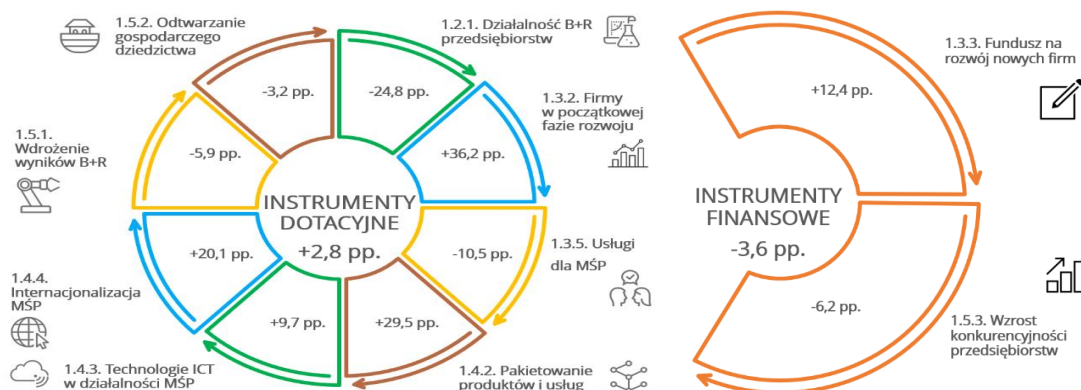 1.5.2. Odtwarzanie
gospodarczego
dziedzictwa
1.2.1. Działalność B+R
przedsiębiorstw
-3,2 pp.
-24,8 pp.
1.3.2. Firmy
w początkowej
fazie rozwoju
1.5.1.
Wdrożenie
wyników B+R
-5,9 pp.
+36,2 pp.
INSTRUMENTY
DOTACYJNE
+2,8 pp.
+20,1 pp.
-10,5 pp.
1.3.5. Usługi
dla MŚP
1.4.4.
Internacjonalizacja
MŚP
+9,7 pp.
+29,5 pp.
1.4.3. Technologie ICT
w działalności MŚP
1.4.2. Pakietowanie
produktów i usług
1.3.3. Fundusz na
rozwój nowych firm
+12,4 pp.
INSTRUMENTY
FINANSOWE
-3,6 pp.
-6,2 pp.
1.5.3. Wzrost
konkurencyjności
przedsiębiorstw